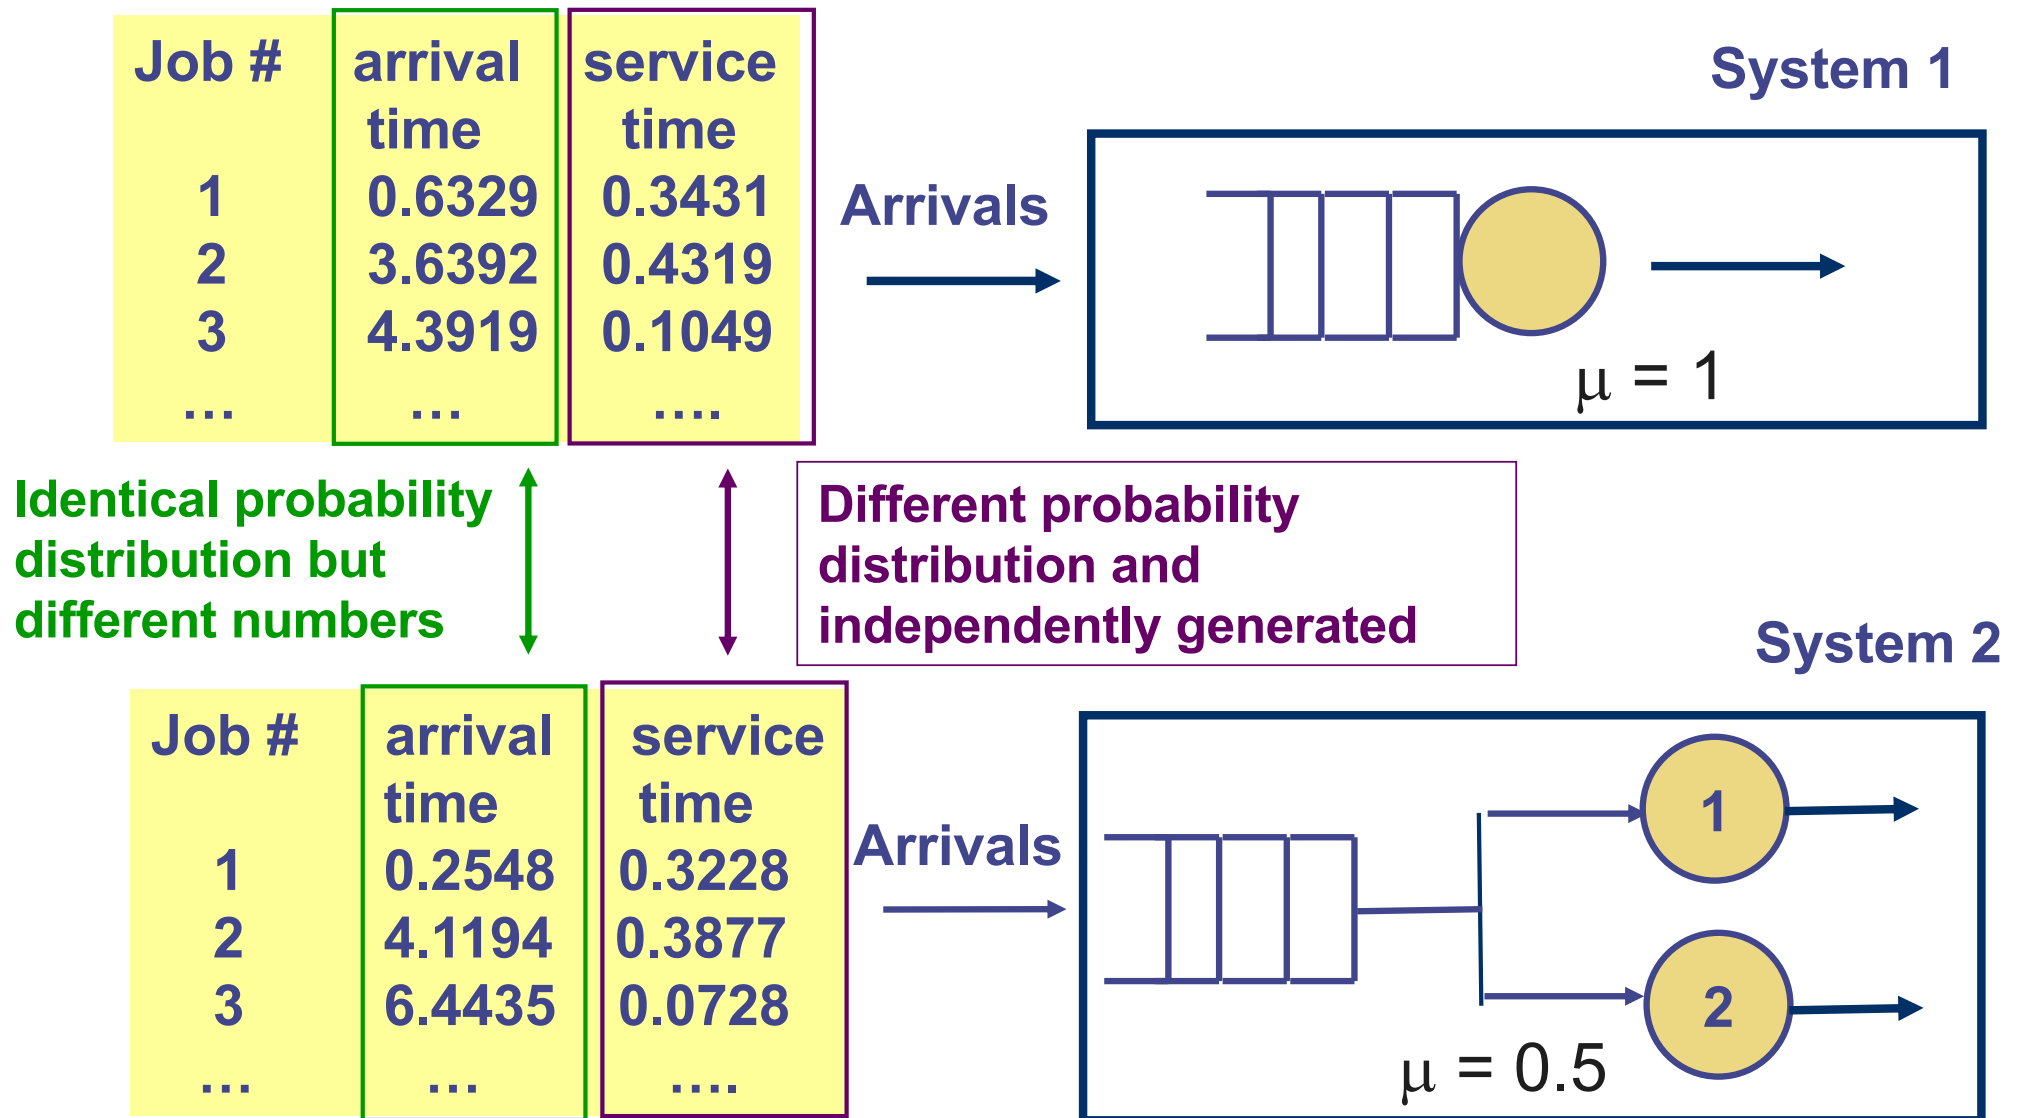 Job # arrival service
time time
1 0.6329 0.3431
2 3.6392 0.4319
3 4.3919 0.1049
… … ….
Arrivals
System 1
μ = 1
Identical probability
distribution but
different numbers
Different probability
distribution and
independently generated
System 2
Job # arrival service
time time
1 0.2548 0.3228
2 4.1194 0.3877
3 6.4435 0.0728
… … ….
Arrivals
1
2
μ = 0.5